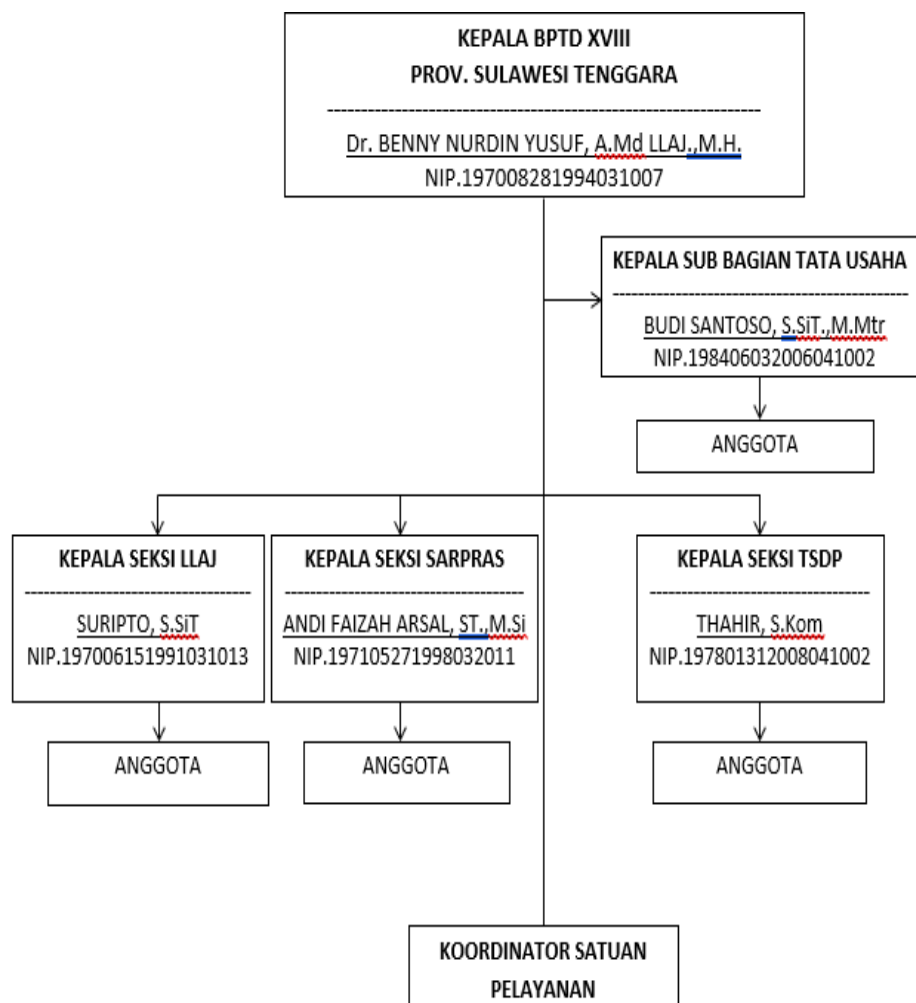 KEPALA BPTD XVIII
PROV. SULAWESI TENGGARA
----------------------------------------------------------------
Dr. BENNY NURDIN YUSUF, A.Md LLAJ.,M.H.
NIP.197008281994031007
KEPALA SUB BAGIAN TATA USAHA
--------------------------------------------
BUDI SANTOSO, S.SiT.,M.Mtr
NIP.198406032006041002
ANGGOTA
KEPALA SEKSI LLAJ
----------------------------------
SURIPTO, S.SiT
NIP.197006151991031013
ANGGOTA
KEPALA SEKSI SARPRAS
-----------------------------------
ANDI FAIZAH ARSAL, ST.,M.Si
NIP.197105271998032011
ANGGOTA
KEPALA SEKSI TSDP
---------------------------------
THAHIR, S.Kom
NIP.197801312008041002
ANGGOTA
KOORDINATOR SATUAN
PELAYANAN